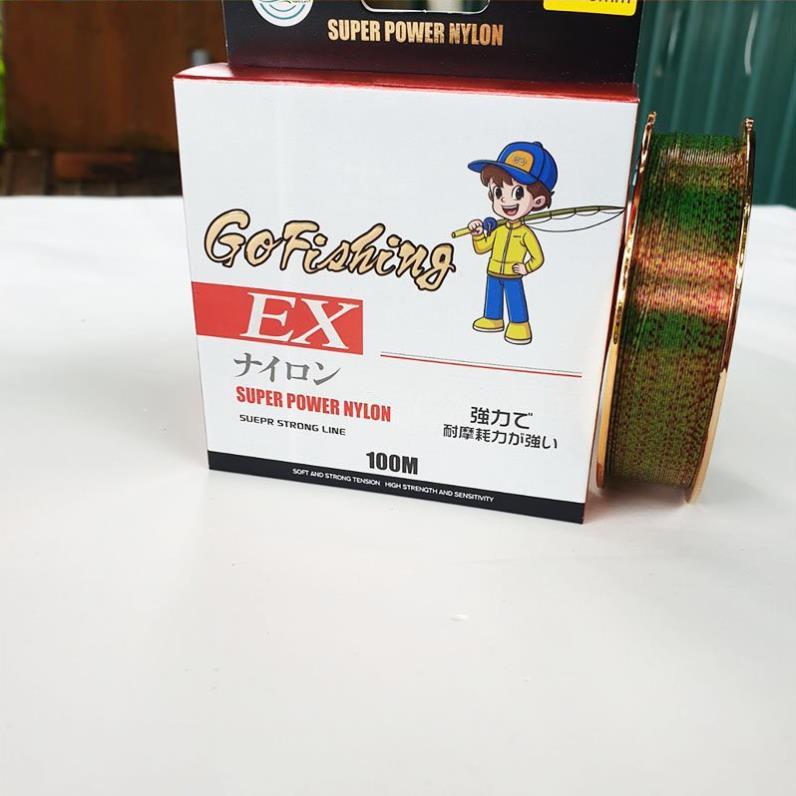 SUPER POWER NYLON
GoFishing
EX
ナイロン
SUPER POWER NYLON
SUEPR STRONG LINE
強力で
耐摩耗力が強い
100M
SOFT AND STRONG TENSION HIGH STRENGTH AND SENSITIVITY